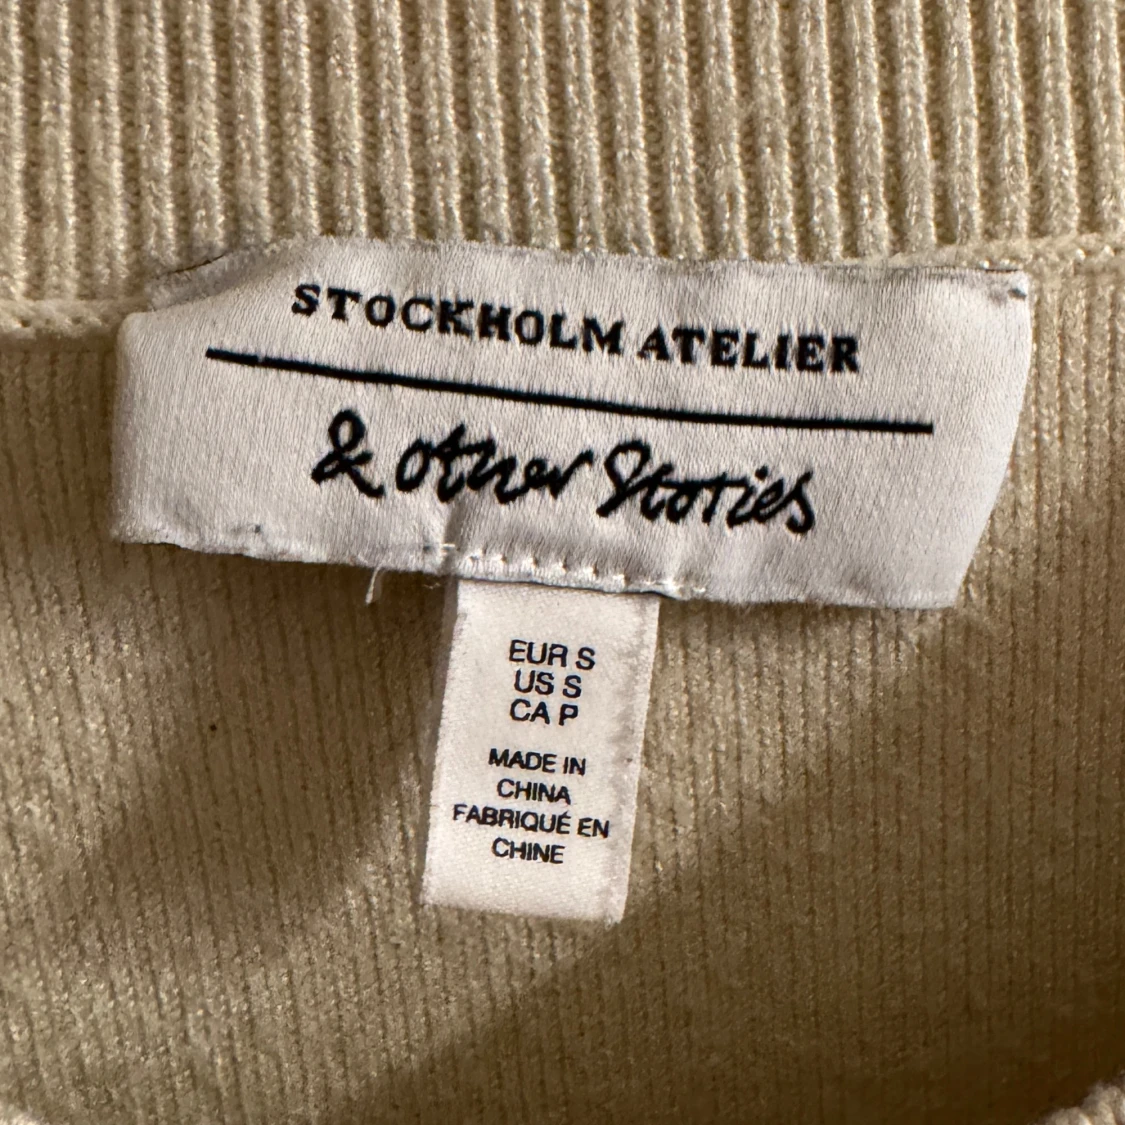 STOCKHOLM ATELIER
& other Stories
EUR S
US S
CA P
MADE IN
CHINA
FABRIQUÉ EN
CHINE